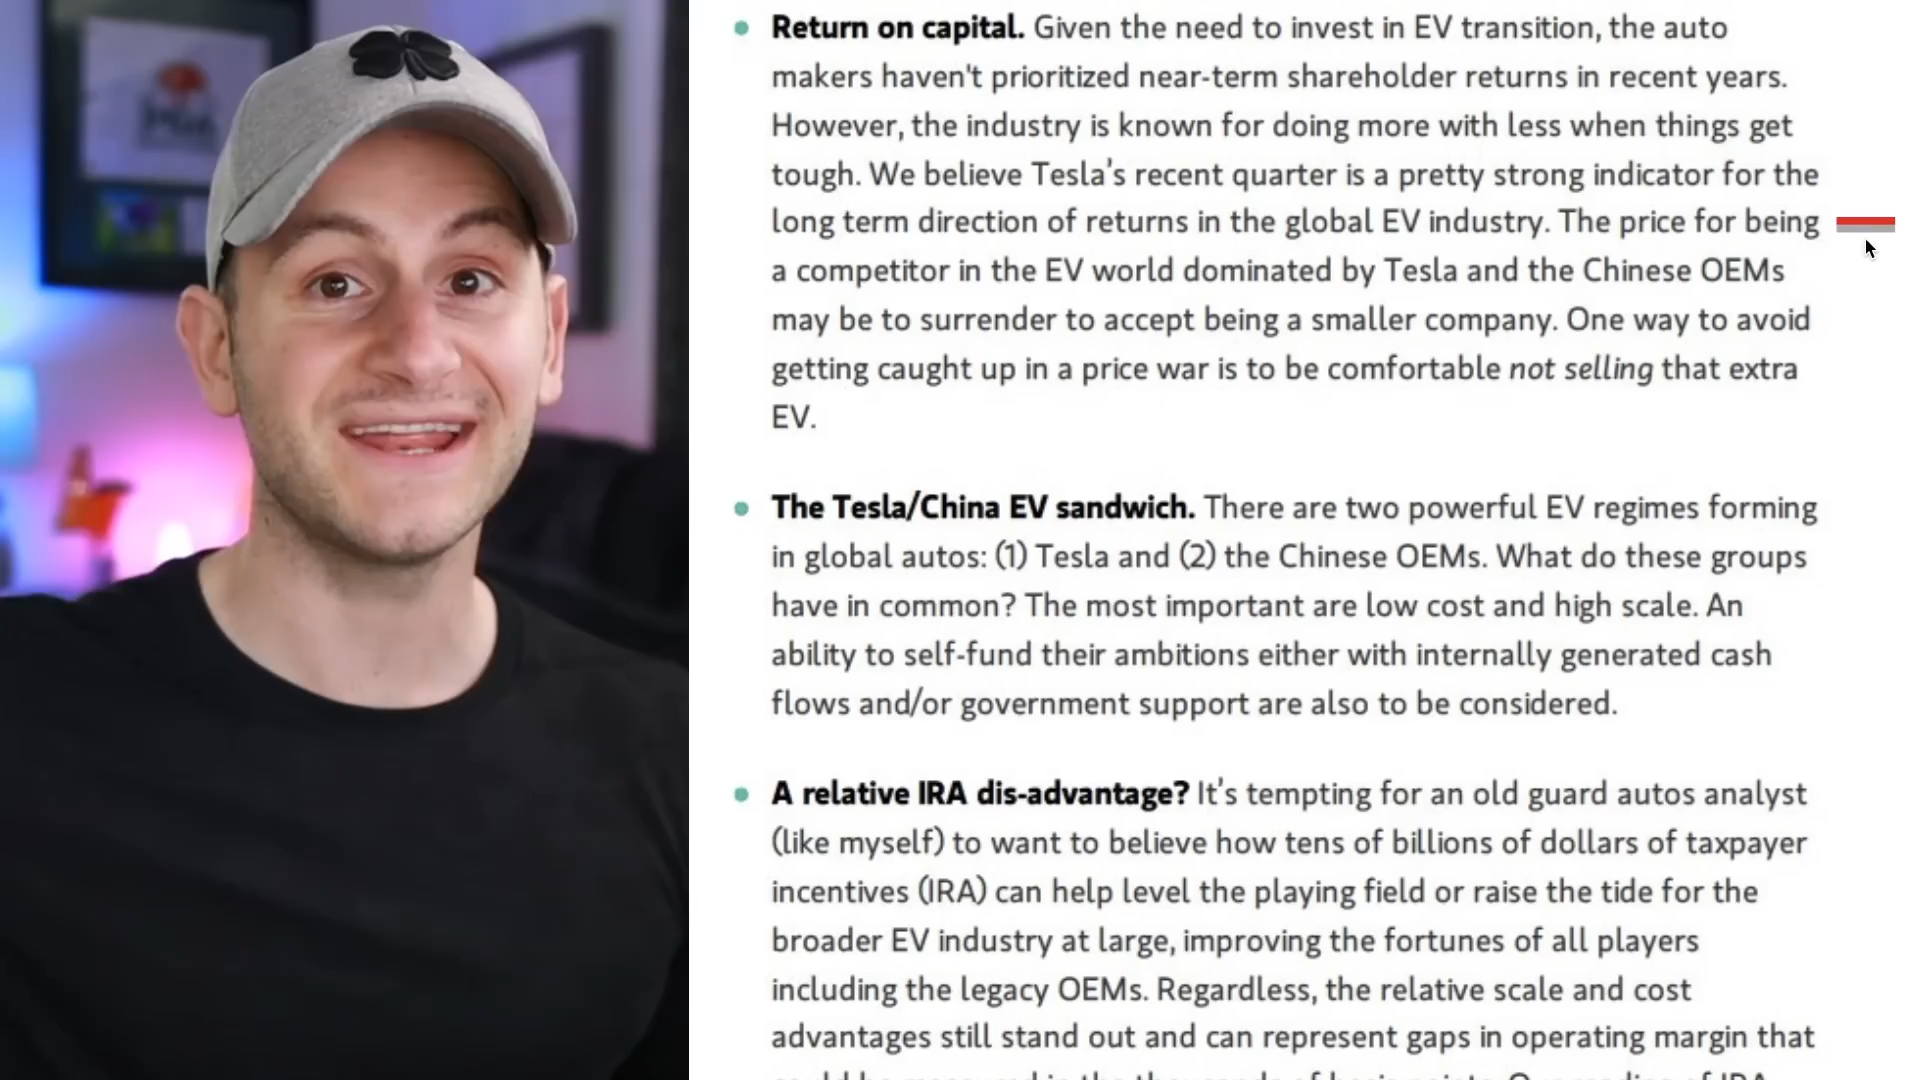 Return on capital. Given the need to invest in EV transition, the auto
makers haven't prioritized near-term shareholder returns in recent years.
However, the industry is known for doing more with less when things get
tough. We believe Tesla's recent quarter is a pretty strong indicator for the
long term direction of returns in the global EV industry. The price for being
a competitor in the EV world dominated by Tesla and the Chinese OEMs
may be to surrender to accept being a smaller company. One way to avoid
getting caught up in a price war is to be comfortable not selling that extra
EV.
The Tesla/China EV sandwich. There are two powerful EV regimes forming
in global autos: (1) Tesla and (2) the Chinese OEMs. What do these groups
have in common? The most important are low cost and high scale. An
ability to self-fund their ambitions either with internally generated cash
flows and/or government support are also to be considered.
A relative IRA dis-advantage? It's tempting for an old guard autos analyst
(like myself) to want to believe how tens of billions of dollars of taxpayer
incentives (IRA) can help level the playing field or raise the tide for the
broader EV industry at large, improving the fortunes of all players
including the legacy OEMs. Regardless, the relative scale and cost
advantages still stand out and can represent gaps in operating margin that